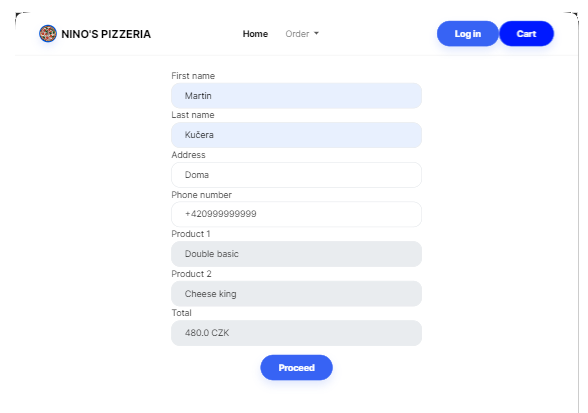 NINO'S PIZZERIA Home Order Log in Cart
First name
Martin
Last name
Kučera
Address
Doma
Phone number
+420999999999
Product 1
Double basic
Product 2
Cheese king
Total
480.0 CZK
Proceed